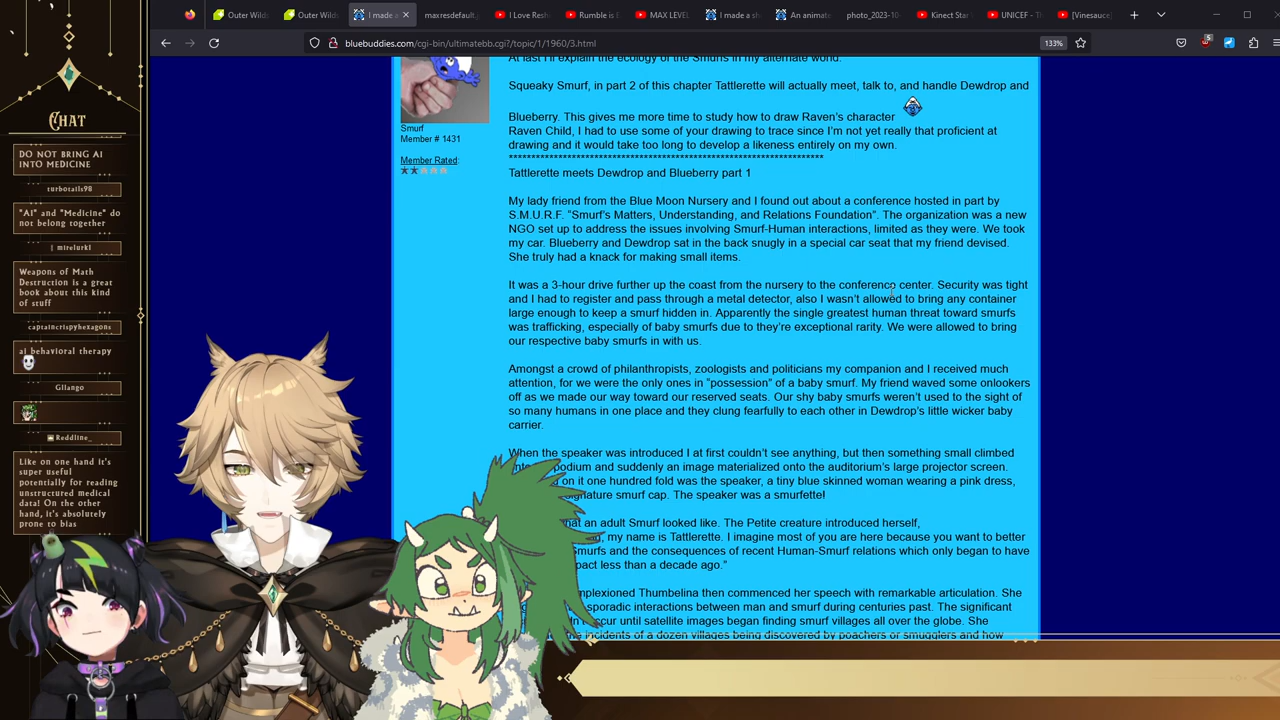 Outer Wilds
Outer Wilds
I made a
maxresdefault.j
I Love Resh
Rumble is B
MAX LEVEL
I made a sh
An animate
photo_2023-10-
Kinect Star
UNICEF - T
[Vinesauce]
bluebuddies.com/cgi-bin/ultimatebb.cgi?/topic/1/1960/3.html
133%
CHAT
DO NOT BRING AI
INTO MEDICINE
turbotails98
"AI" and "Medicine" do
not belong together
mirelurk1
Weapons of Math
Destruction is a great
book about this kind
of stuff
captaincrispyhexagons
ai behavioral therapy
Gllango
Reddline_
Like on one hand it's
super useful
potentially for reading
unstructured medical
data! On the other
hand, it's absolutely
prone to bias
Smurf
Member # 1431
Member Rated:
At last I'll explain the ecology of the Smurfs in my alternate world.
Squeaky Smurf, in part 2 of this chapter Tattlerette will actually meet, talk to, and handle Dewdrop and
Blueberry. This gives me more time to study how to draw Raven's character
Raven Child, I had to use some of your drawing to trace since I'm not yet really that proficient at
drawing and it would take too long to develop a likeness entirely on my own.
**********************************************************************
Tattlerette meets Dewdrop and Blueberry part 1
My lady friend from the Blue Moon Nursery and I found out about a conference hosted in part by
S.M.U.R.F. "Smurf's Matters, Understanding, and Relations Foundation". The organization was a new
NGO set up to address the issues involving Smurf-Human interactions, limited as they were. We took
my car. Blueberry and Dewdrop sat in the back snugly in a special car seat that my friend devised.
She truly had a knack for making small items.
It was a 3-hour drive further up the coast from the nursery to the conference center. Security was tight
and I had to register and pass through a metal detector, also I wasn't allowed to bring any container
large enough to keep a smurf hidden in. Apparently the single greatest human threat toward smurfs
was trafficking, especially of baby smurfs due to they're exceptional rarity. We were allowed to bring
our respective baby smurfs in with us.
Amongst a crowd of philanthropists, zoologists and politicians my companion and I received much
attention, for we were the only ones in "possession" of a baby smurf. My friend waved some onlookers
off as we made our way toward our reserved seats. Our shy baby smurfs weren't used to the sight of
so many humans in one place and they clung fearfully to each other in Dewdrop's little wicker baby
carrier.
When the speaker was introduced I at first couldn't see anything, but then something small climbed
podium and suddenly an image materialized onto the auditorium's large projector screen.
on it one hundred fold was the speaker, a tiny blue skinned woman wearing a pink dress,
signature smurf cap. The speaker was a smurfette!
what an adult Smurf looked like. The Petite creature introduced herself,
my name is Tattlerette. I imagine most of you are here because you want to better
Smurfs and the consequences of recent Human-Smurf relations which only began to have
less than a decade ago."
Thumbelina then commenced her speech with remarkable articulation. She
sporadic interactions between man and smurf during centuries past. The significant
occur until satellite images began finding smurf villages all over the globe. She
incidents of a dozen villages being discovered by poachers or smugglers and how